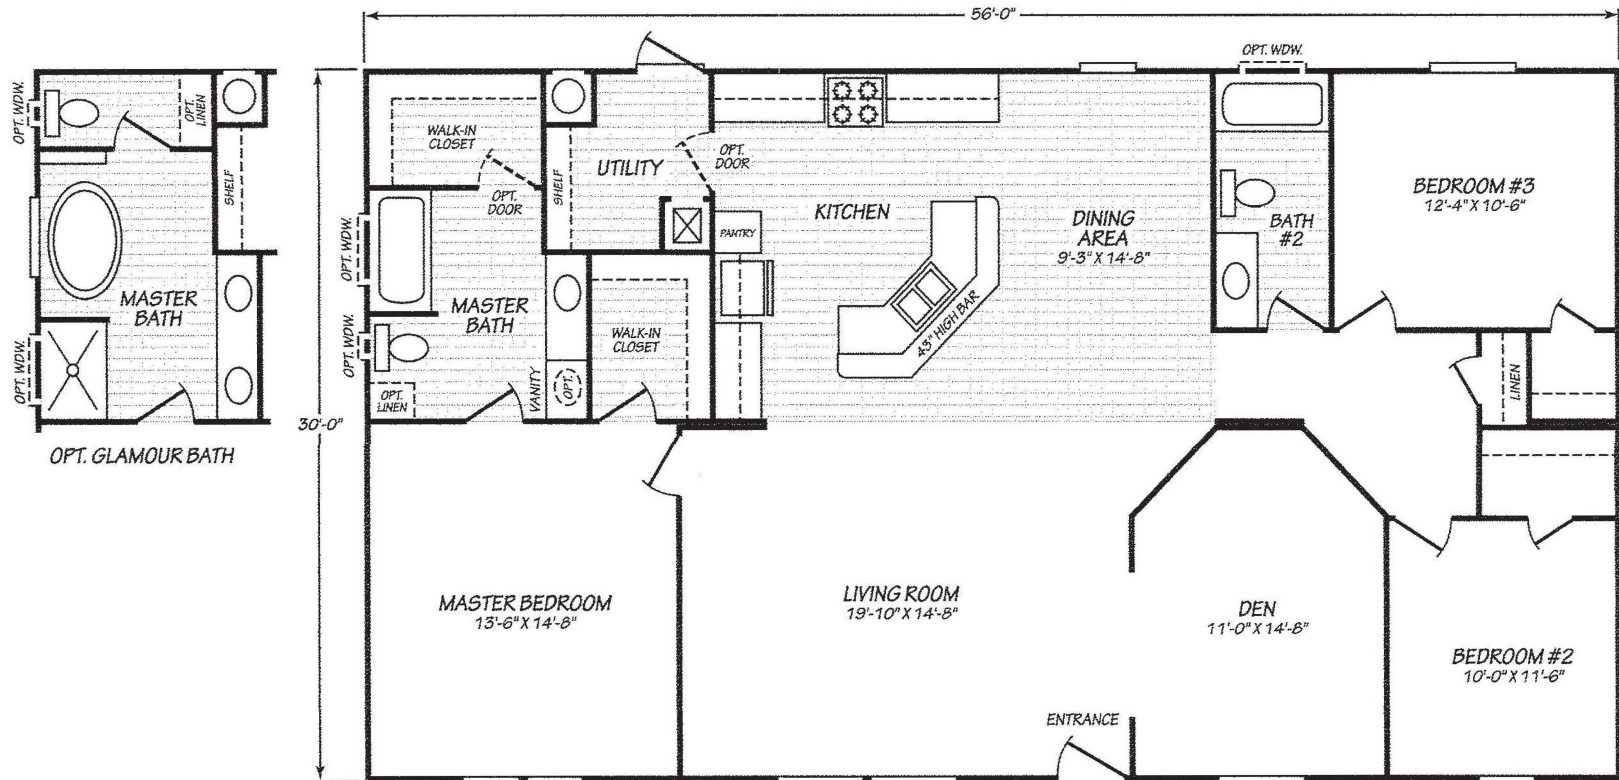 56'-0"
OPT. WDW.
OPT. WDW.
OPT. LINEN
SHELF
MASTER
BATH
OPT. WDW.
OPT. GLAMOUR BATH
30'-0"
WALK-IN
CLOSET
OPT.
DOOR
OPT. WDW.
MASTER
BATH
OPT. WDW.
OPT.
LINEN
VANITY
OPT.
SHELF
UTILITY
OPT.
DOOR
WALK-IN
CLOSET
PANTRY
KITCHEN
43" HIGH BAR
DINING
AREA
9'-3" X 14'-8"
BATH
#2
BEDROOM #3
12'-4" X 10'-6"
LINEN
MASTER BEDROOM
13'-6" X 14'-8"
LIVING ROOM
19'-10" X 14'-8"
ENTRANCE
DEN
11'-0" X 14'-8"
BEDROOM #2
10'-0" X 11'-6"